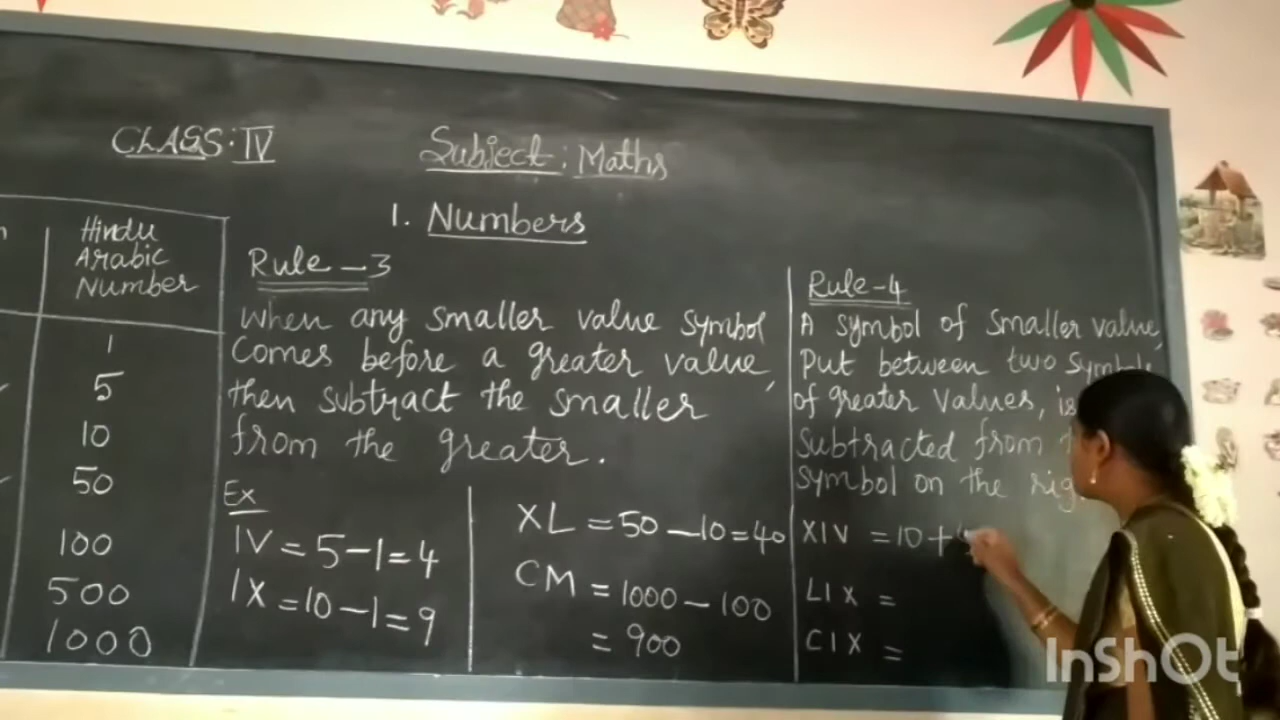 CLASS: IV
Subject: Maths
1. Numbers
Hindu
Arabic
Number
1
5
10
50
100
500
1000
Rule-3
When any smaller value symbol
comes before a greater value,
then subtract the smaller
from the greater.
Ex
IV = 5-1=4
IX =10-1=9
XL = 50-10=40
CM = 1000-100
= 900
Rule-4
A symbol of smaller value,
Put between two
of greater values, is
Subtracted from
symbol on the
XIV = 10+
LIX =
CIX =
InShOt